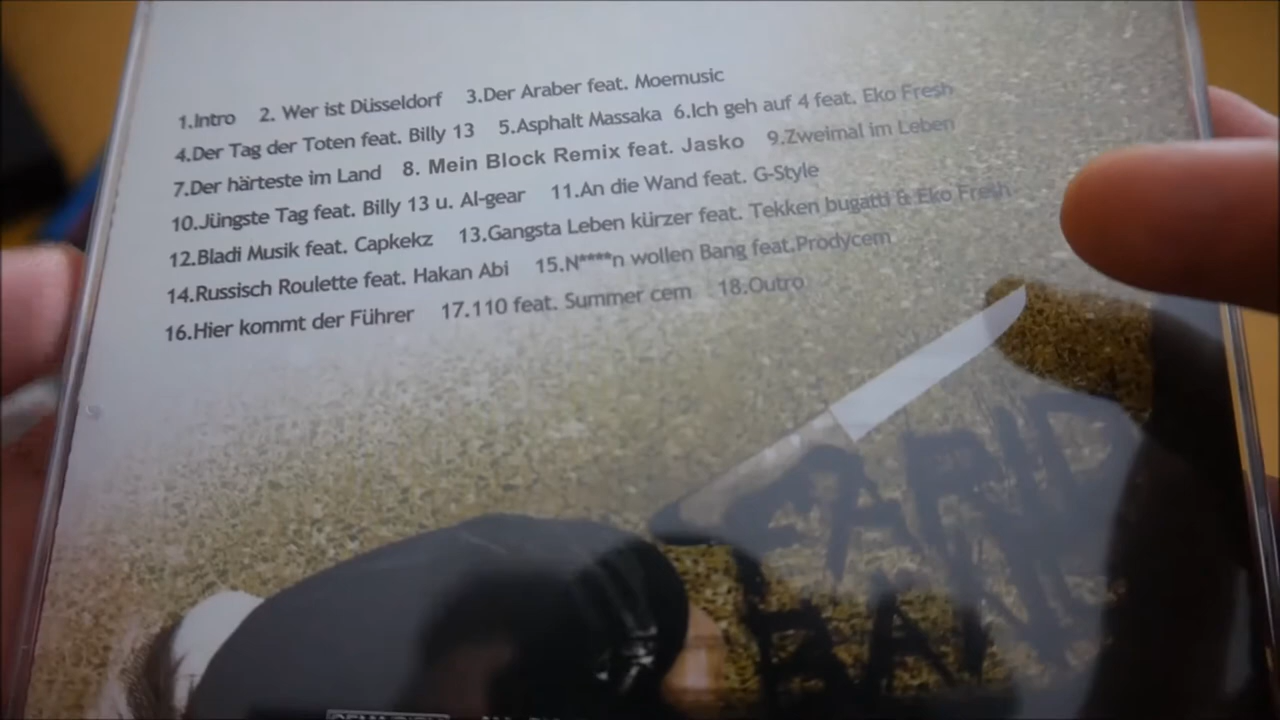 1.Intro 2. Wer ist Düsseldorf 3.Der Araber feat. Moemusic
4.Der Tag der Toten feat. Billy 13 5.Asphalt Massaka 6.Ich geh auf 4 feat. Eko Fresh
7.Der härteste im Land 8. Mein Block Remix feat. Jasko 9.Zweimal im Leben
10.Jüngste Tag feat. Billy 13 u. Al-gear 11.An die Wand feat. G-Style
12.Bladi Musik feat. Capkekz 13.Gangsta Leben kürzer feat. Tekken bugatti & Eko Fresh
14.Russisch Roulette feat. Hakan Abi 15.N****n wollen Bang feat.Prodycem
16.Hier kommt der Führer 17.110 feat. Summer cem 18.Outro